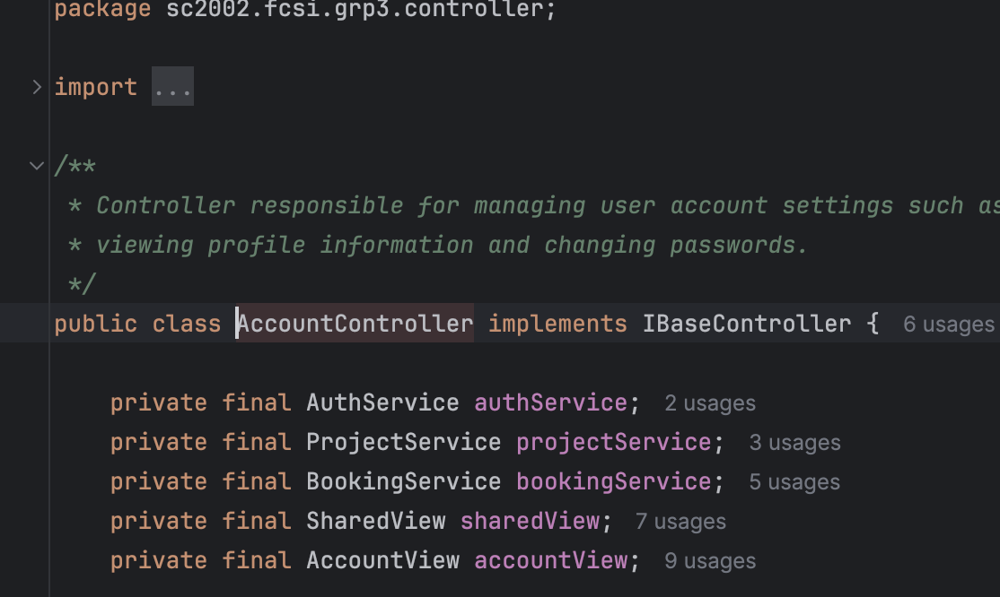 package sc2002.fcsi.grp3.controller;
import ...
/**
* Controller responsible for managing user account settings such as
* viewing profile information and changing passwords.
*/
public class AccountController implements IBaseController { 6 usages
private final AuthService authService; 2 usages
private final ProjectService projectService; 3 usages
private final BookingService bookingService; 5 usages
private final SharedView sharedView; 7 usages
private final AccountView accountView; 9 usages